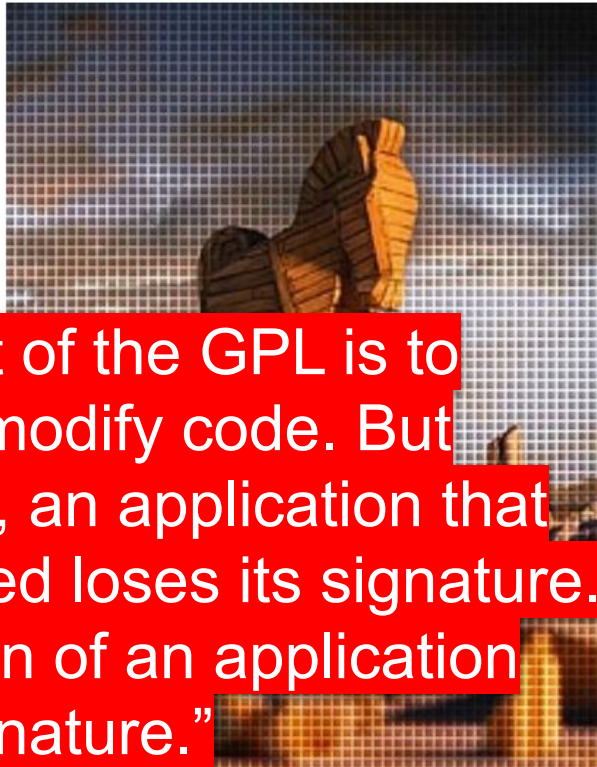 of the GPL is to
modify code. But
, an application that
ed loses its signature.
n of an application
nature.”